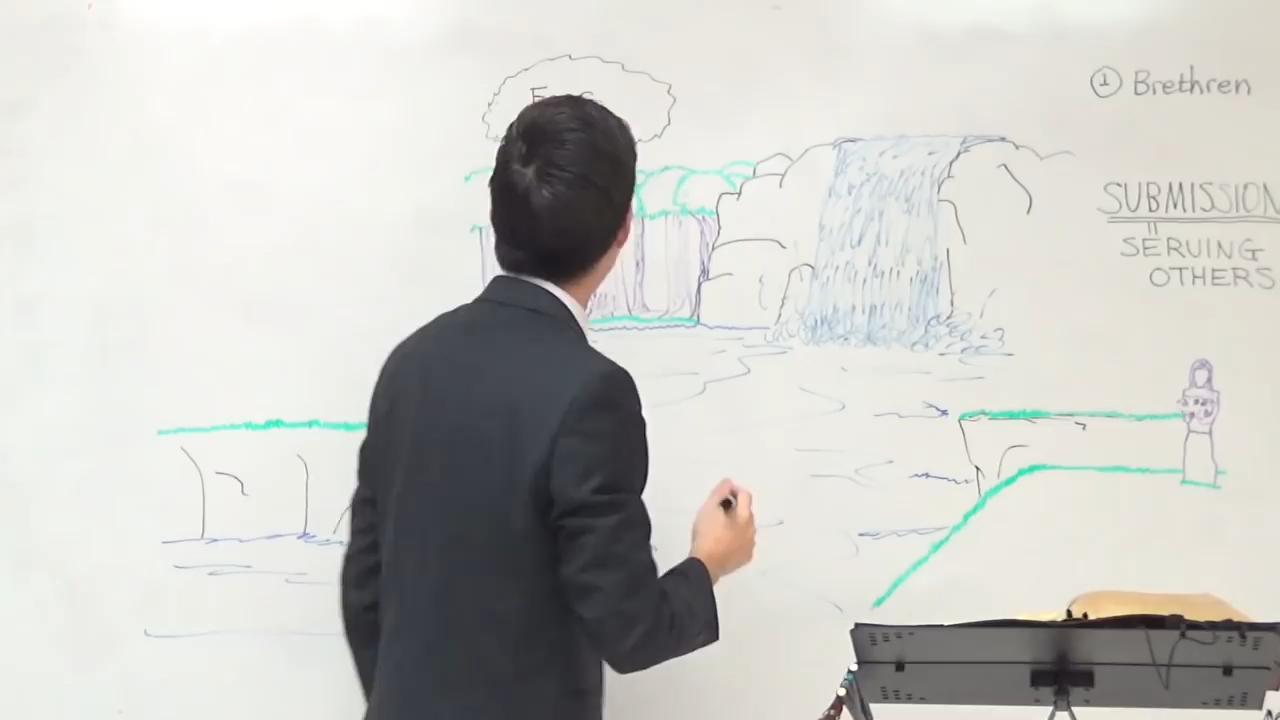 ① Brethren
SUBMISSION
=
SERVING
OTHERS